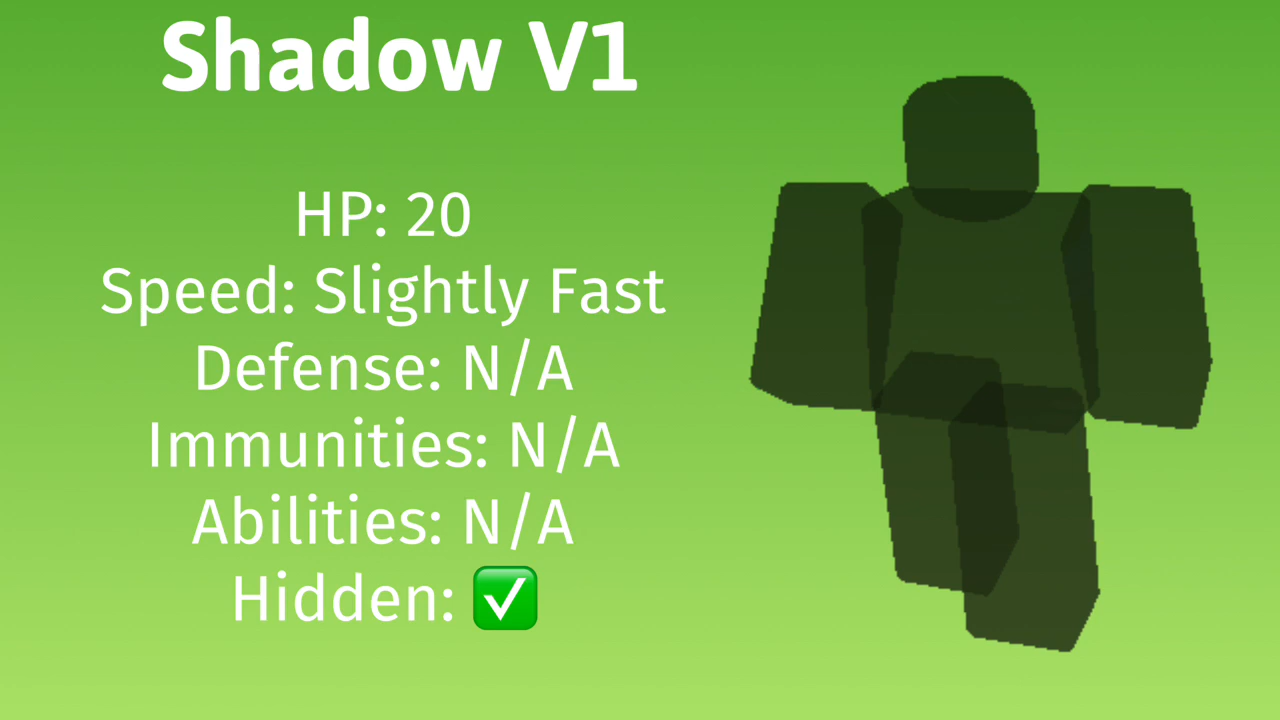 Shadow V1
HP: 20
Speed: Slightly Fast
Defense: N/A
Immunities: N/A
Abilities: N/A
Hidden: ✅